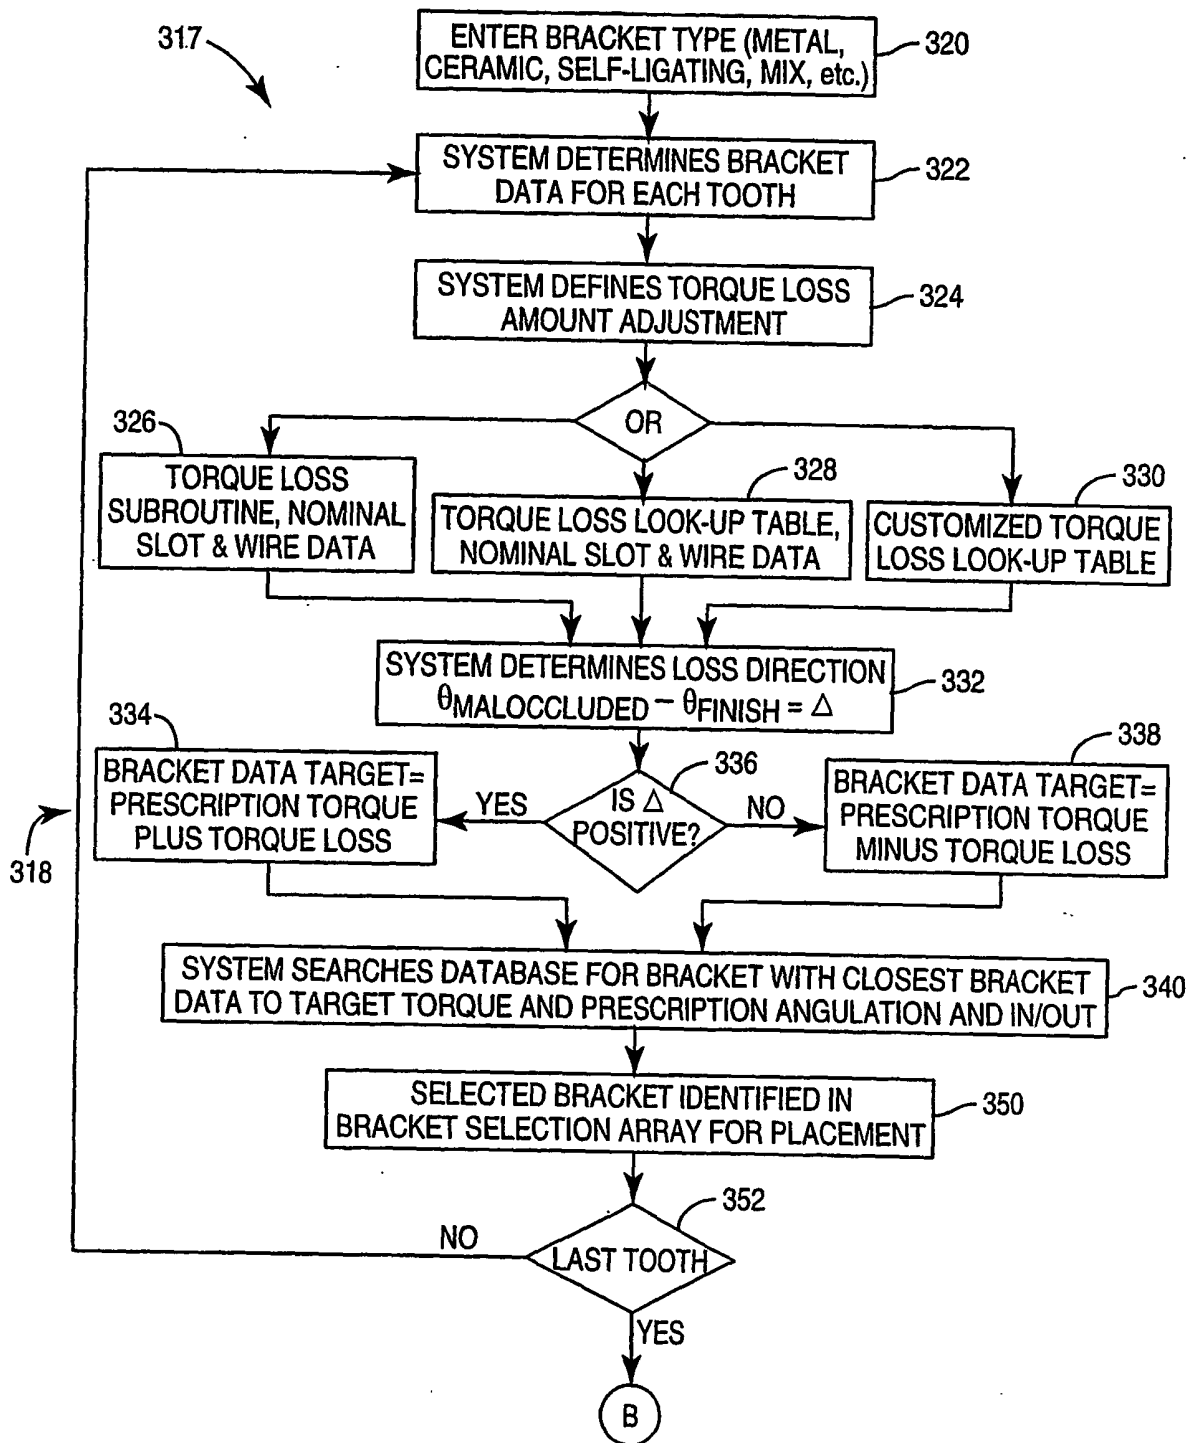 317
ENTER BRACKET TYPE (METAL,
CERAMIC, SELF-LIGATING, MIX, etc.)
320
SYSTEM DETERMINES BRACKET
DATA FOR EACH TOOTH
322
SYSTEM DEFINES TORQUE LOSS
AMOUNT ADJUSTMENT
324
OR
326
TORQUE LOSS
SUBROUTINE, NOMINAL
SLOT & WIRE DATA
328
TORQUE LOSS LOOK-UP TABLE,
NOMINAL SLOT & WIRE DATA
330
CUSTOMIZED TORQUE
LOSS LOOK-UP TABLE
SYSTEM DETERMINES LOSS DIRECTION
θMALOCCLUDED - θFINISH = Δ
332
334
BRACKET DATA TARGET=
PRESCRIPTION TORQUE
PLUS TORQUE LOSS
YES
336
IS Δ
POSITIVE?
NO
338
BRACKET DATA TARGET=
PRESCRIPTION TORQUE
MINUS TORQUE LOSS
318
SYSTEM SEARCHES DATABASE FOR BRACKET WITH CLOSEST BRACKET
DATA TO TARGET TORQUE AND PRESCRIPTION ANGULATION AND IN/OUT
340
SELECTED BRACKET IDENTIFIED IN
BRACKET SELECTION ARRAY FOR PLACEMENT
350
352
NO
LAST TOOTH
YES
B